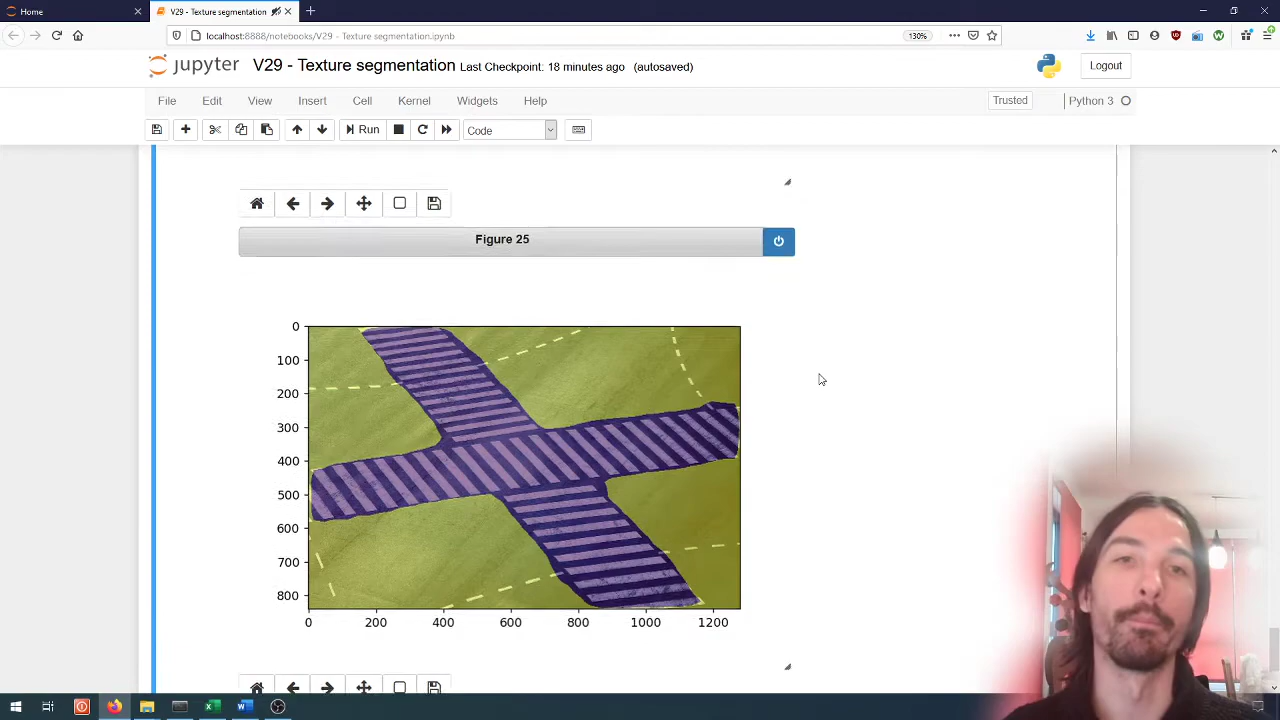 Home
V29 - Texture segmentation
localhost:8888/notebooks/V29 - Texture segmentation.ipynb
130%
jupyter
V29 - Texture segmentation Last Checkpoint: 18 minutes ago (autosaved)
Logout
File
Edit
View
Insert
Cell
Kernel
Widgets
Help
Trusted
Python 3
Run
Code
Figure 25
0
100
200
300
400
500
600
700
800
0
200
400
600
800
1000
1200